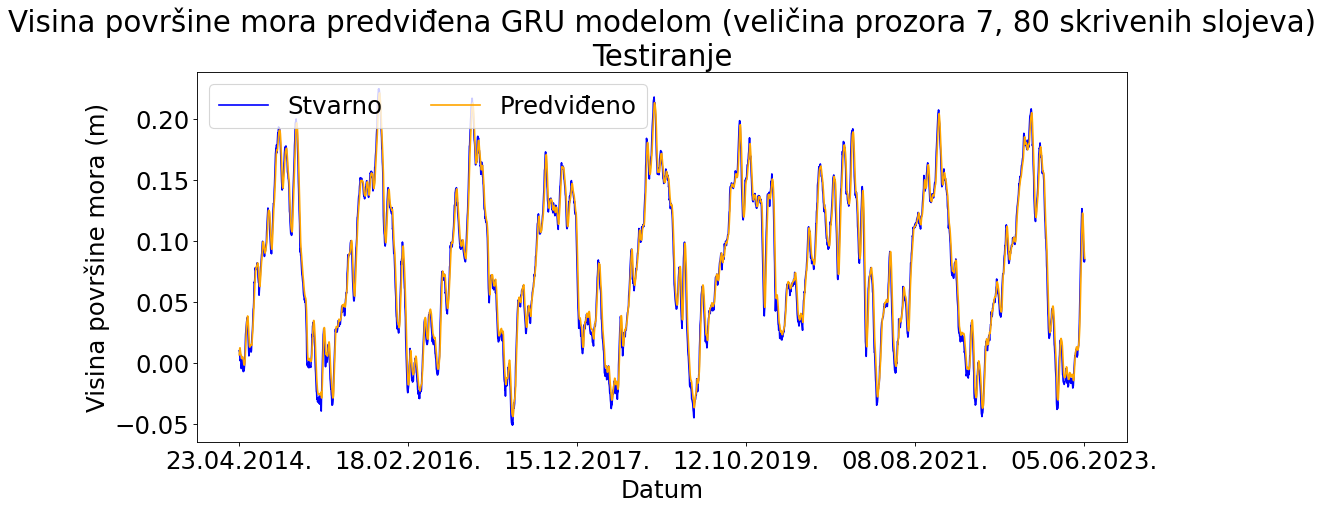 Visina površine mora predviđena GRU modelom (veličina prozora 7, 80 skrivenih slojeva)
Testiranje
Stvarno Predviđeno
Visina površine mora (m)
0.20
0.15
0.10
0.05
0.00
−0.05
23.04.2014. 18.02.2016. 15.12.2017. 12.10.2019. 08.08.2021. 05.06.2023.
Datum